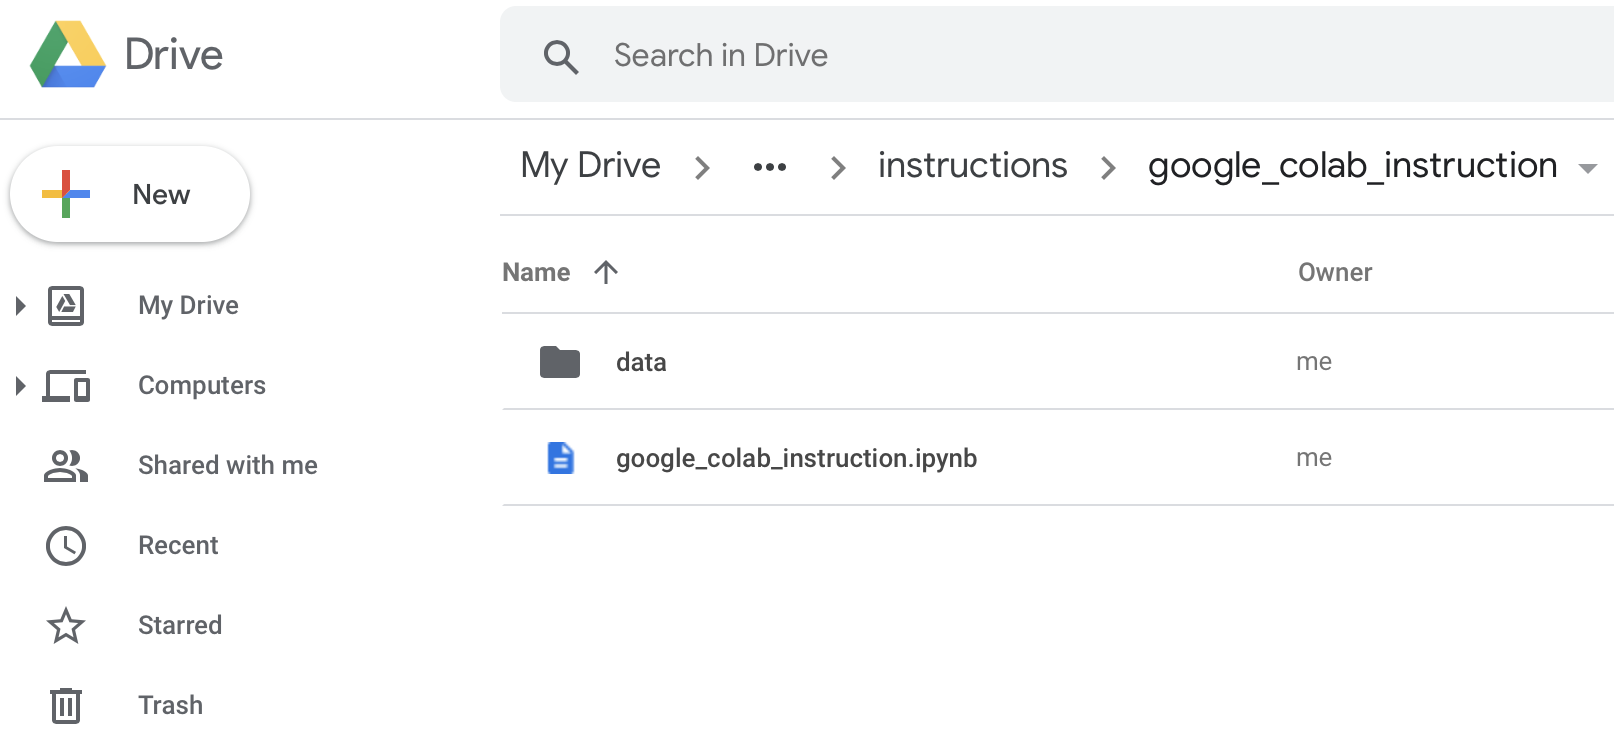 Drive
Search in Drive
My Drive > ••• > instructions > google_colab_instruction
New
Name Owner
My Drive
data me
Computers
google_colab_instruction.ipynb me
Shared with me
Recent
Starred
Trash